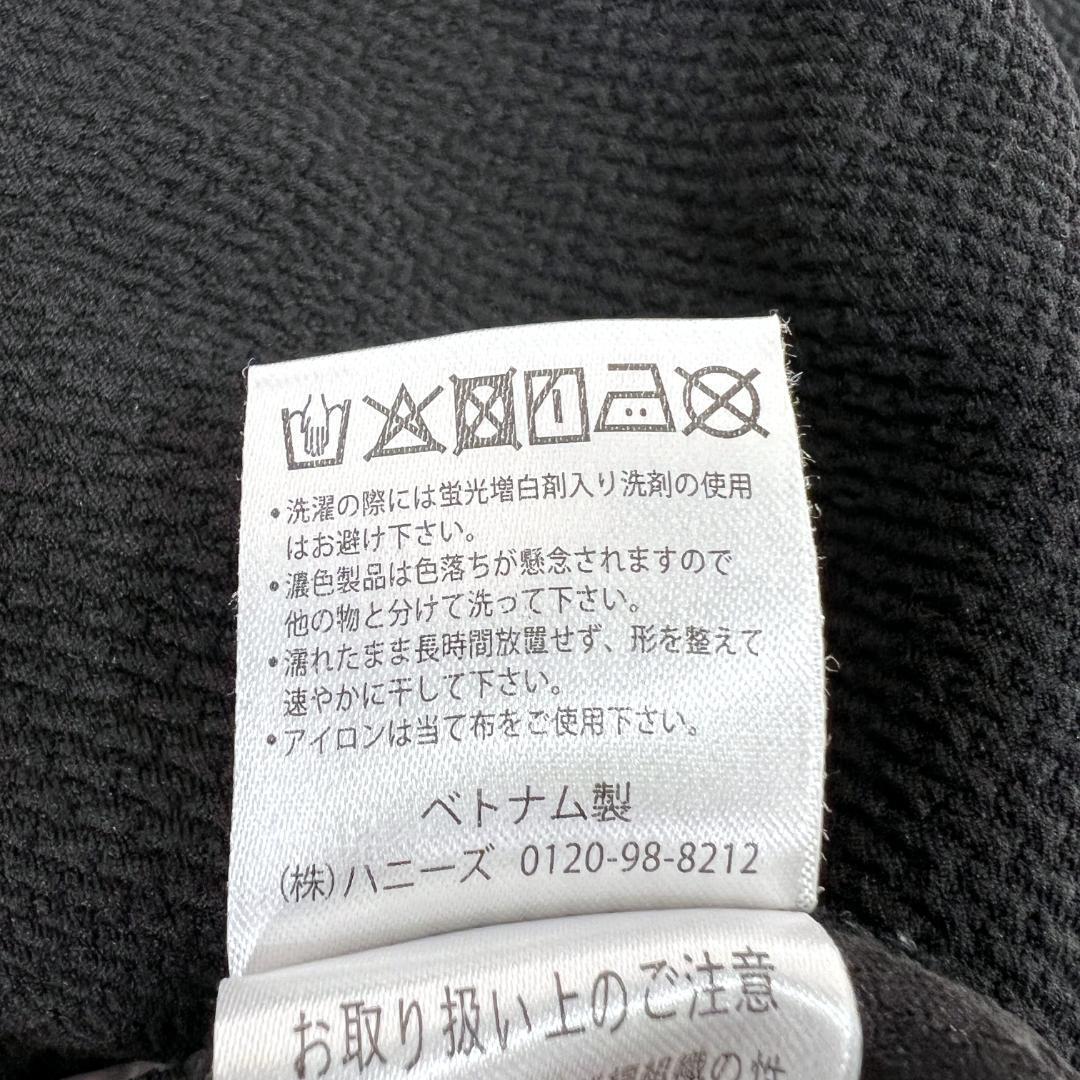 ・洗濯の際には蛍光増白剤入り洗剤の使用
はお避け下さい。
・濃色製品は色落ちが懸念されますので
他の物と分けて洗って下さい。
・濡れたまま長時間放置せず、形を整えて
速やかに干して下さい。
・アイロンは当て布をご使用下さい。
ベトナム製
(株)ハニーズ 0120-98-8212
お取り扱い上のご注意
組織の性